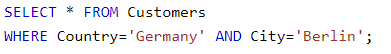 SELECT * FROM Customers
WHERE Country='Germany' AND City='Berlin';